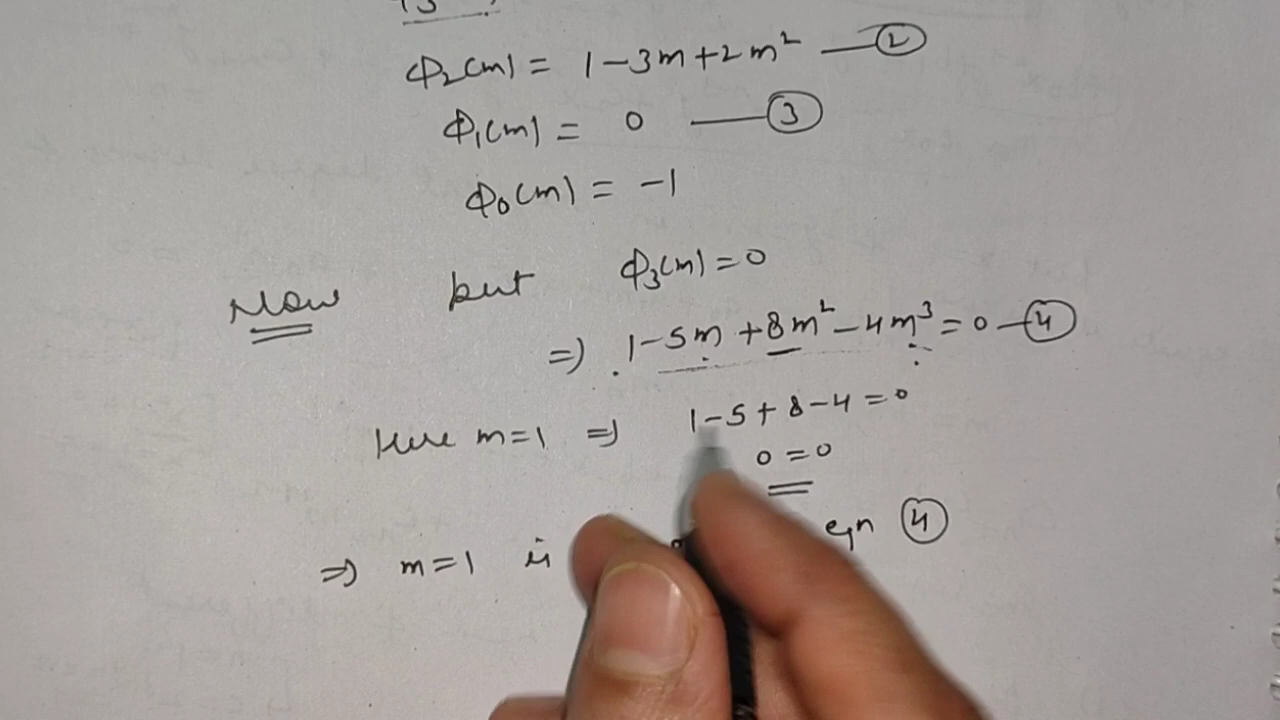 φ₂(m) = 1-3m+2m² —②
φ₁(m) = 0 —③
φ₀(m) = -1
Now put φ₃(m)=0
=) 1-5m+8m²-4m³=0 —④
Here m=1 =) 1-5+8-4=0
0=0
=) m=1 is eqn ④